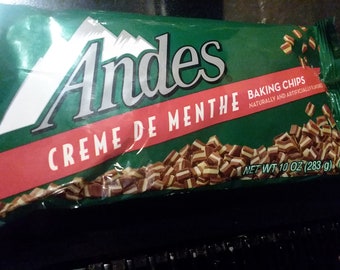 Andes
CREME DE MENTHE
BAKING CHIPS
NATURALLY AND ARTIFICIALLY FLAVORED
NET WT 10 OZ (283 g)